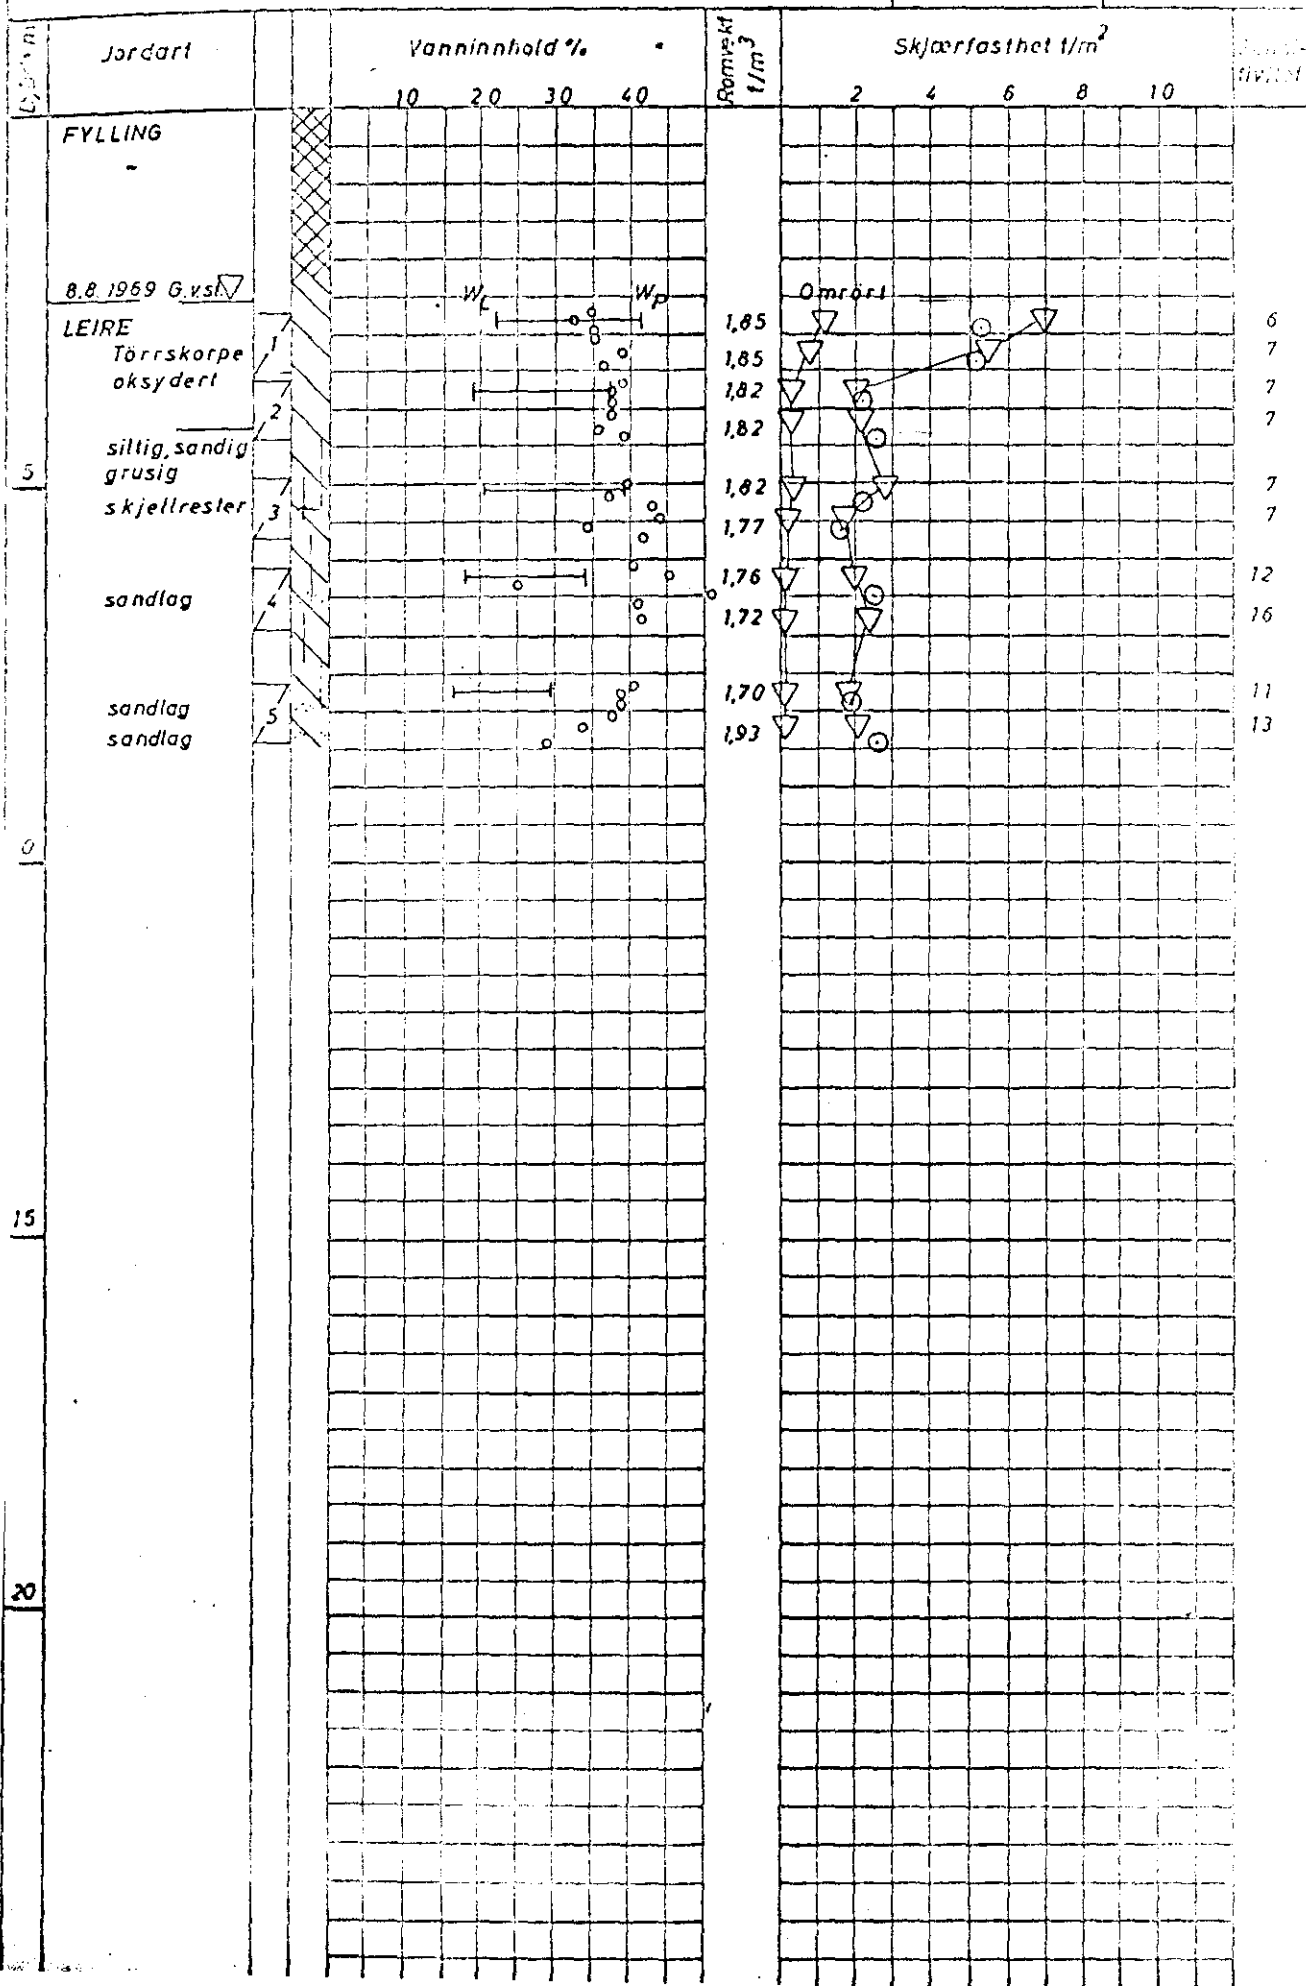 Jordart
Vanninnhold %
Romvekt t/m³
Skjærfasthet t/m²
10 20 30 40
2 4 6 8 10
FYLLING
8.8.1969 G.v.st.
W_L W_P
Omrört
LEIRE
1,85 6
Törrskorpe 1
1,85 7
oksydert
1,82 7
2
1,82 7
siltig, sandig
grusig
5
1,82 7
skjellrester 3
1,77 7
1,76 12
sandlag 4
1,72 16
1,70 11
sandlag 5
1,93 13
sandlag
0
15
20